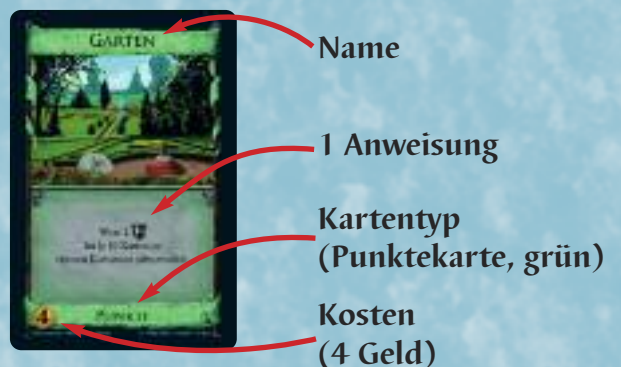 GARTEN
Name
1 Anweisung
Kartentyp
(Punktekarte, grün)
4
PUNKTE
Kosten
(4 Geld)